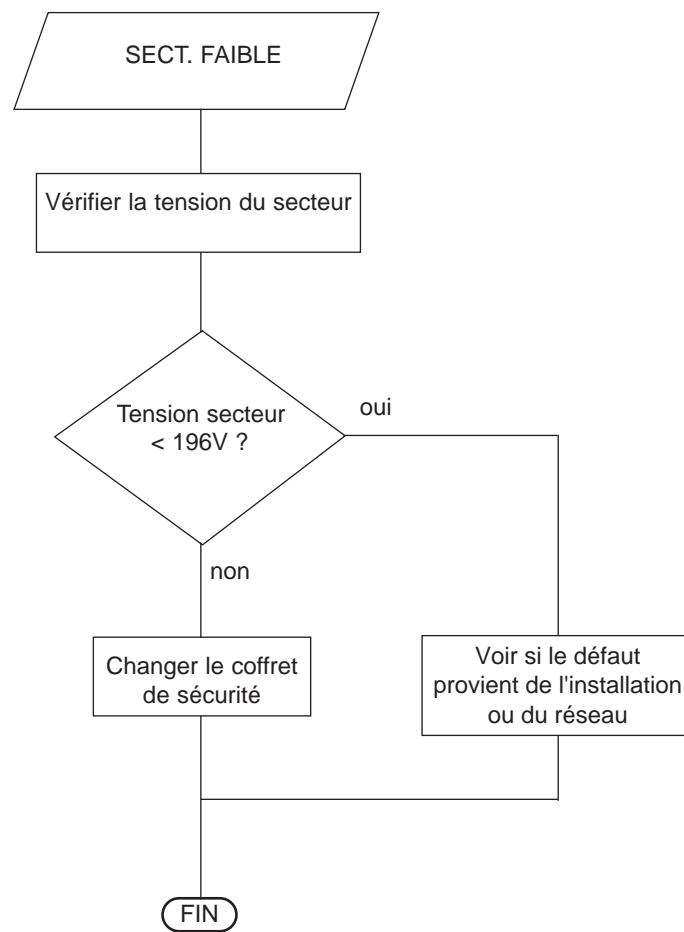 SECT. FAIBLE
Vérifier la tension du secteur
Tension secteur
< 196V ?
oui
non
Changer le coffret
de sécurité
Voir si le défaut
provient de l'installation
ou du réseau
FIN